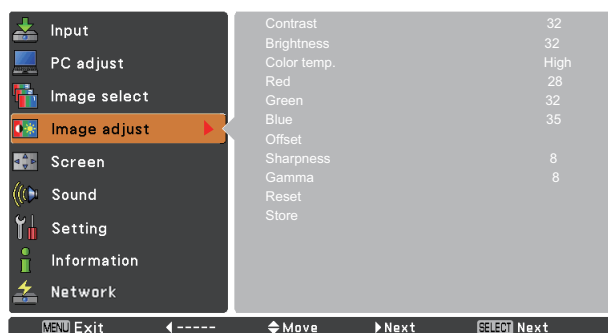 Input
PC adjust
Image select
Image adjust
Screen
Sound
Setting
Information
Network
Contrast 32
Brightness 32
Color temp. High
Red 28
Green 32
Blue 35
Offset
Sharpness 8
Gamma 8
Reset
Store
MENU Exit ◀----- ◆Move ▶Next SELECT Next